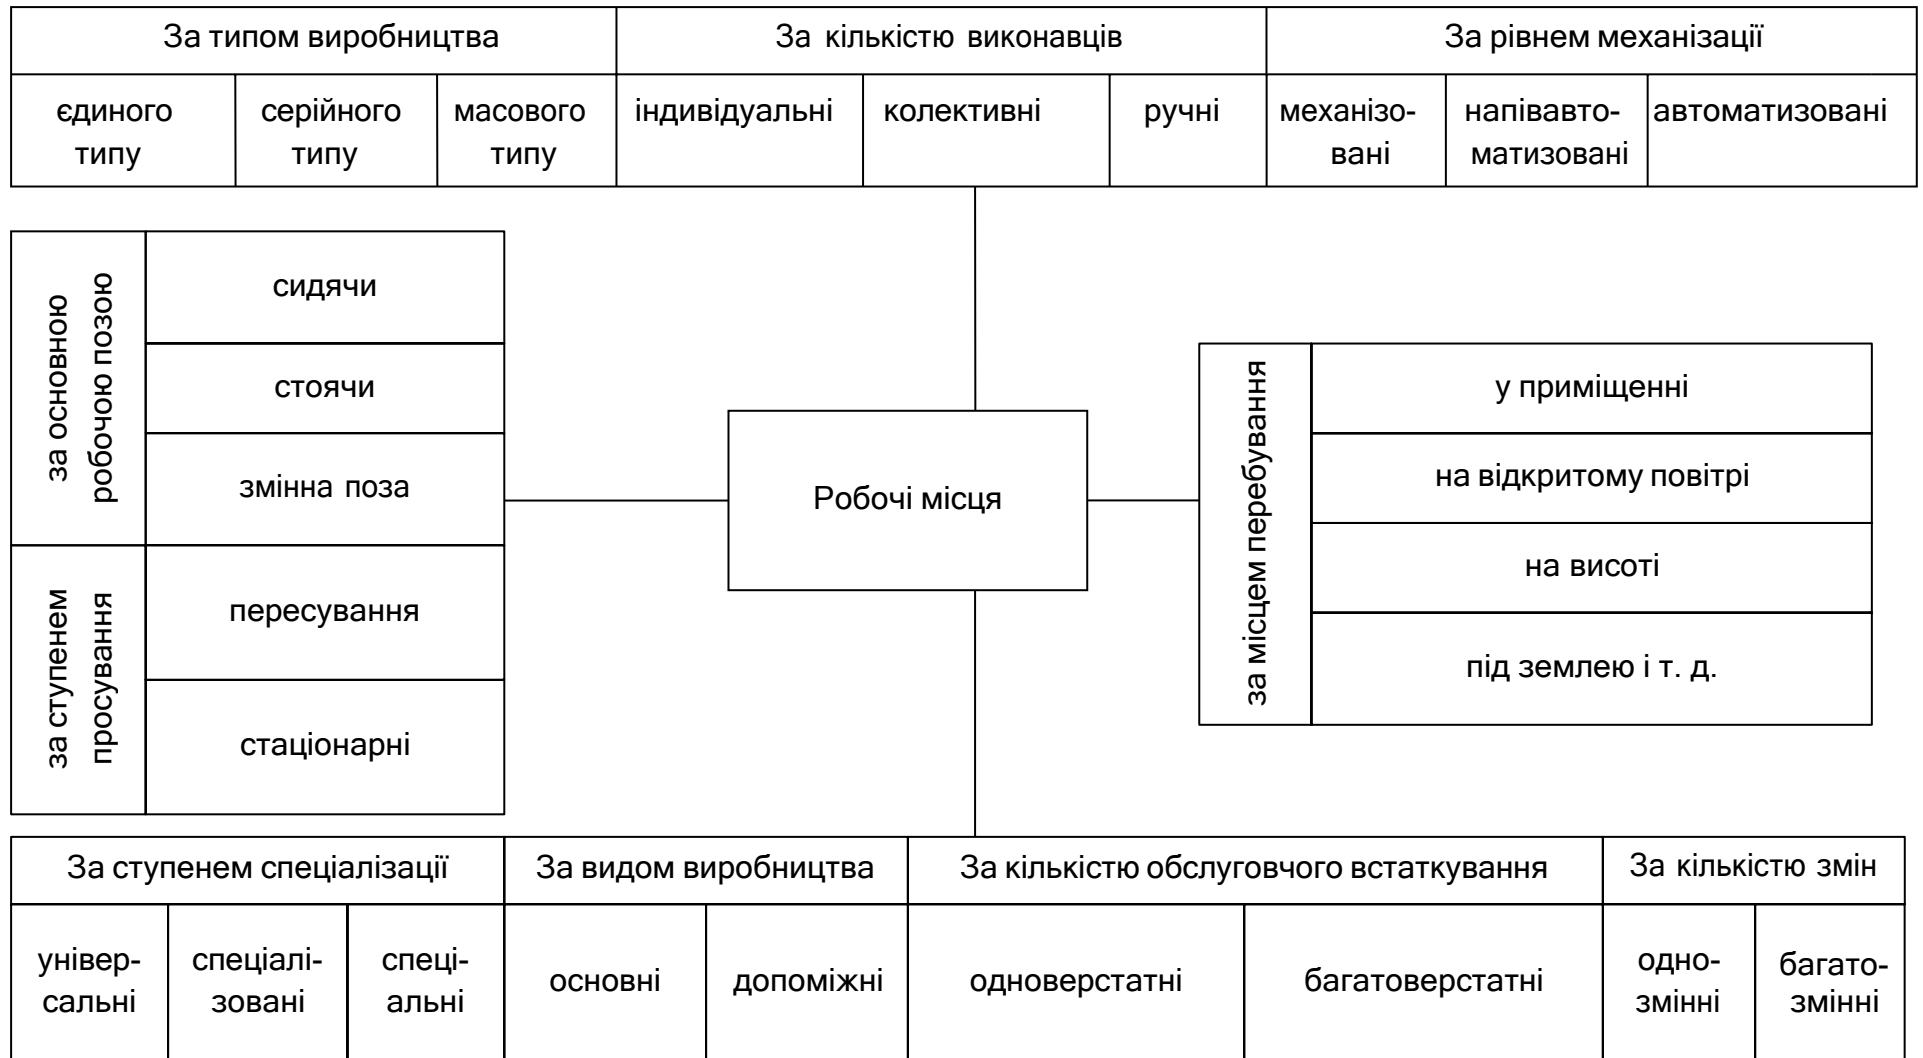 За типом виробництва
За кількістю виконавців
За рівнем механізації
єдиного
типу
серійного
типу
масового
типу
індивідуальні
колективні
ручні
механізо-
вані
напівавто-
матизовані
автоматизовані
за основною
робочою позою
сидячи
стоячи
змінна поза
за ступенем
просування
пересування
стаціонарні
Робочі місця
за місцем перебування
у приміщенні
на відкритому повітрі
на висоті
під землею і т. д.
За ступенем спеціалізації
За видом виробництва
За кількістю обслуговчого встаткування
За кількістю змін
універ-
сальні
спеціалі-
зовані
спеці-
альні
основні
допоміжні
одноверстатні
багатоверстатні
одно-
змінні
багато-
змінні